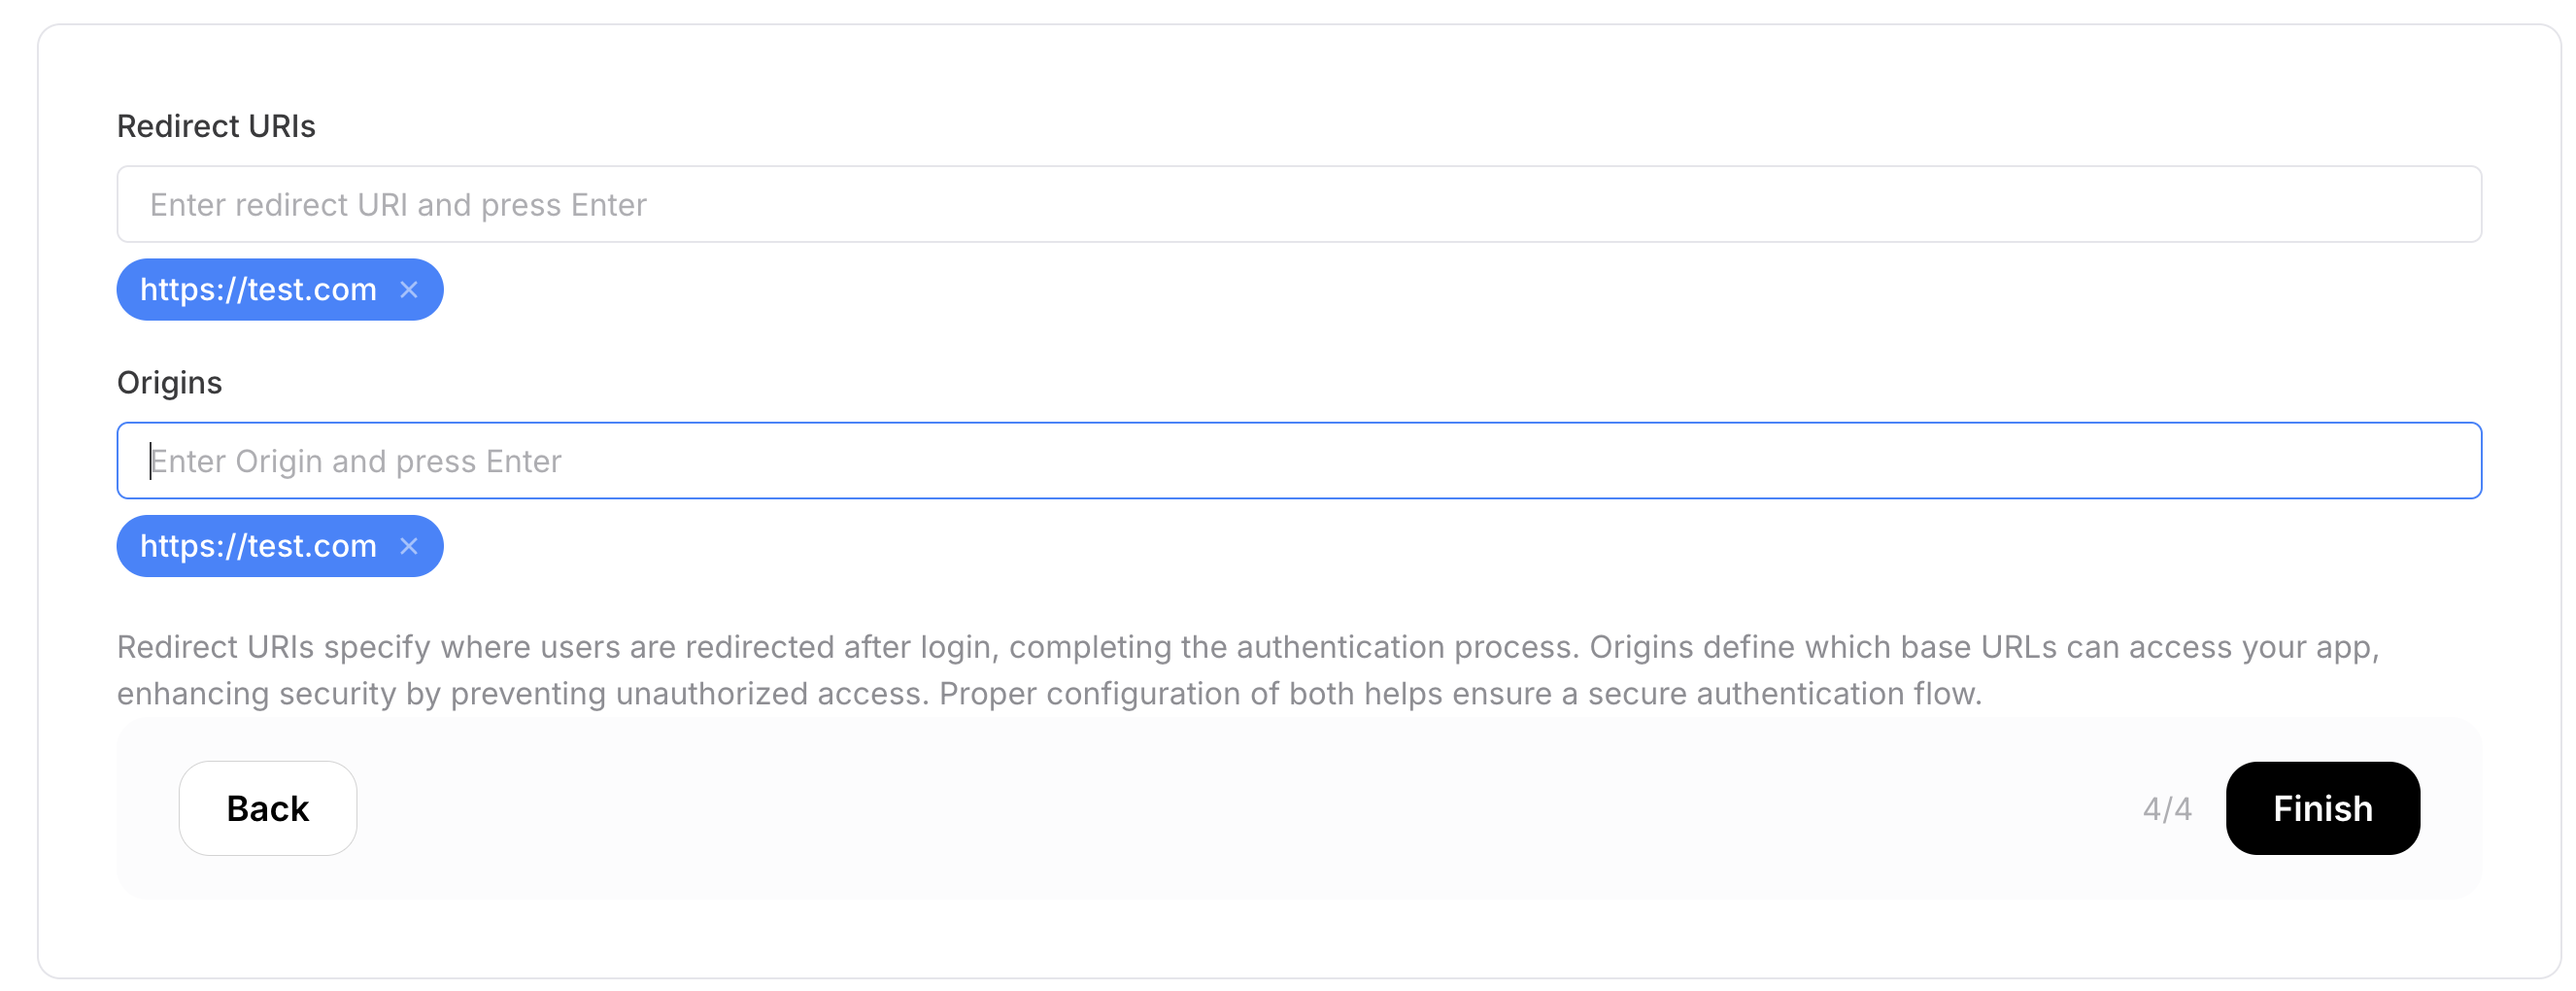 Redirect URIs
Enter redirect URI and press Enter
https://test.com ×
Origins
Enter Origin and press Enter
https://test.com ×
Redirect URIs specify where users are redirected after login, completing the authentication process. Origins define which base URLs can access your app,
enhancing security by preventing unauthorized access. Proper configuration of both helps ensure a secure authentication flow.
Back 4/4 Finish